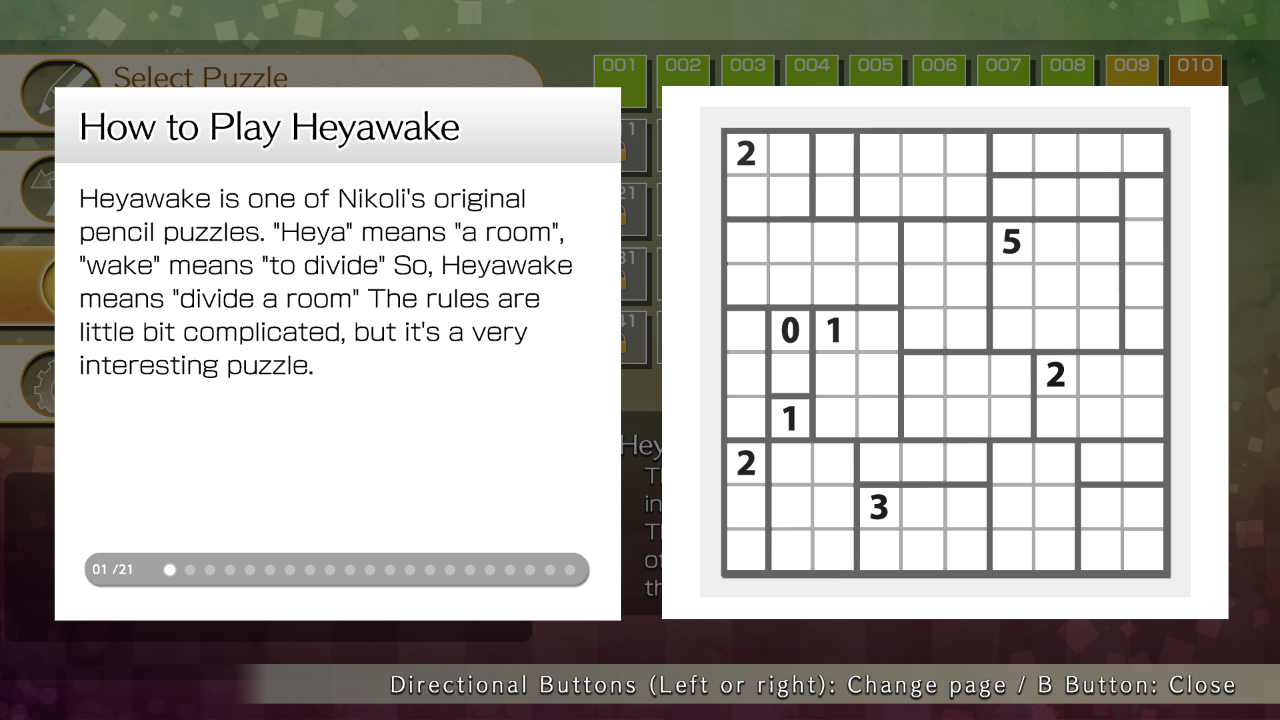 Select Puzzle
001 002 003 004 005 006 007 008 009 010
How to Play Heyawake
Heyawake is one of Nikoli's original
pencil puzzles. "Heya" means "a room",
"wake" means "to divide" So, Heyawake
means "divide a room" The rules are
little bit complicated, but it's a very
interesting puzzle.
01 /21
2
5
0 1
2
1
2
3
Hey
Directional Buttons (Left or right): Change page / B Button: Close